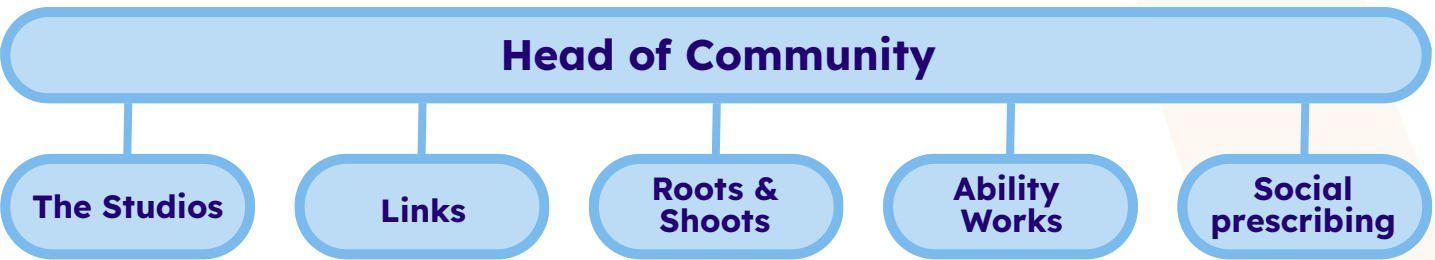 Head of Community
The Studios
Links
Roots &
Shoots
Ability
Works
Social
prescribing